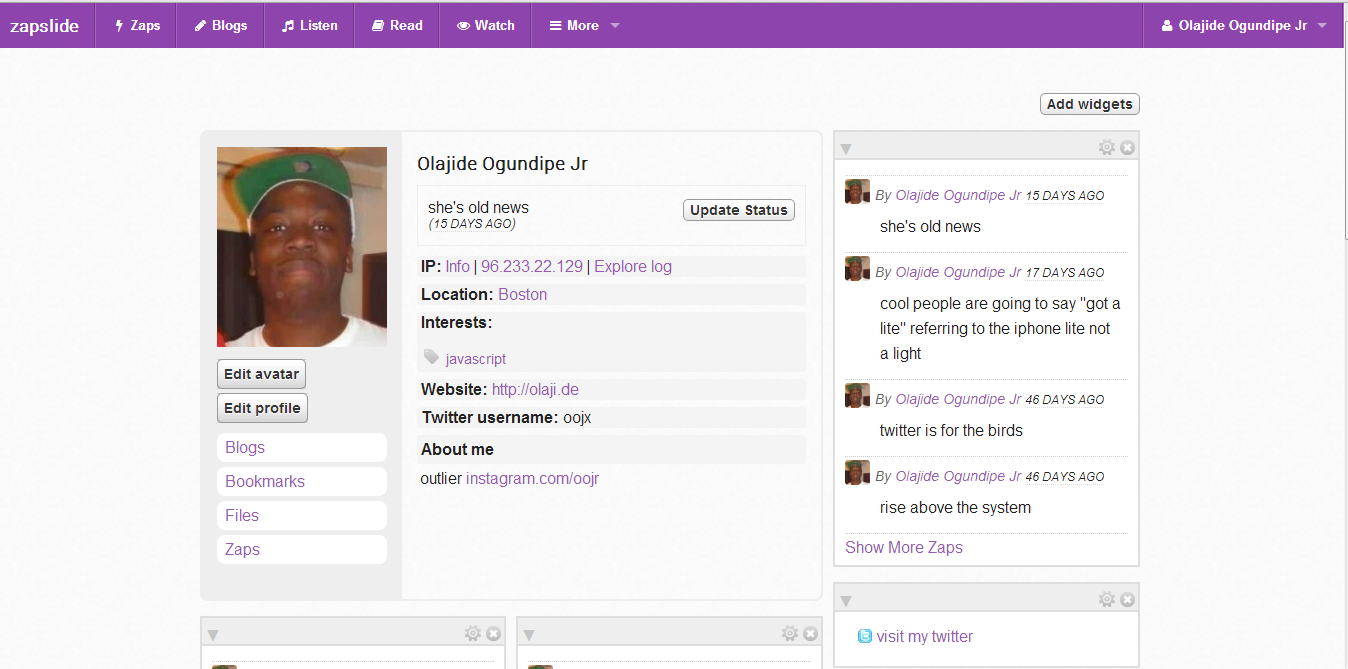 zapslide Zaps Blogs Listen Read Watch More Olajide Ogundipe Jr
Add widgets
Olajide Ogundipe Jr
she's old news
(15 DAYS AGO)
Update Status
IP: Info | 96.233.22.129 | Explore log
Location: Boston
Interests:
javascript
Website: http://olaji.de
Twitter username: oojx
About me
outlier instagram.com/oojr
Edit avatar
Edit profile
Blogs
Bookmarks
Files
Zaps
By Olajide Ogundipe Jr 15 DAYS AGO
she's old news
By Olajide Ogundipe Jr 17 DAYS AGO
cool people are going to say "got a
lite" referring to the iphone lite not
a light
By Olajide Ogundipe Jr 46 DAYS AGO
twitter is for the birds
By Olajide Ogundipe Jr 46 DAYS AGO
rise above the system
Show More Zaps
visit my twitter